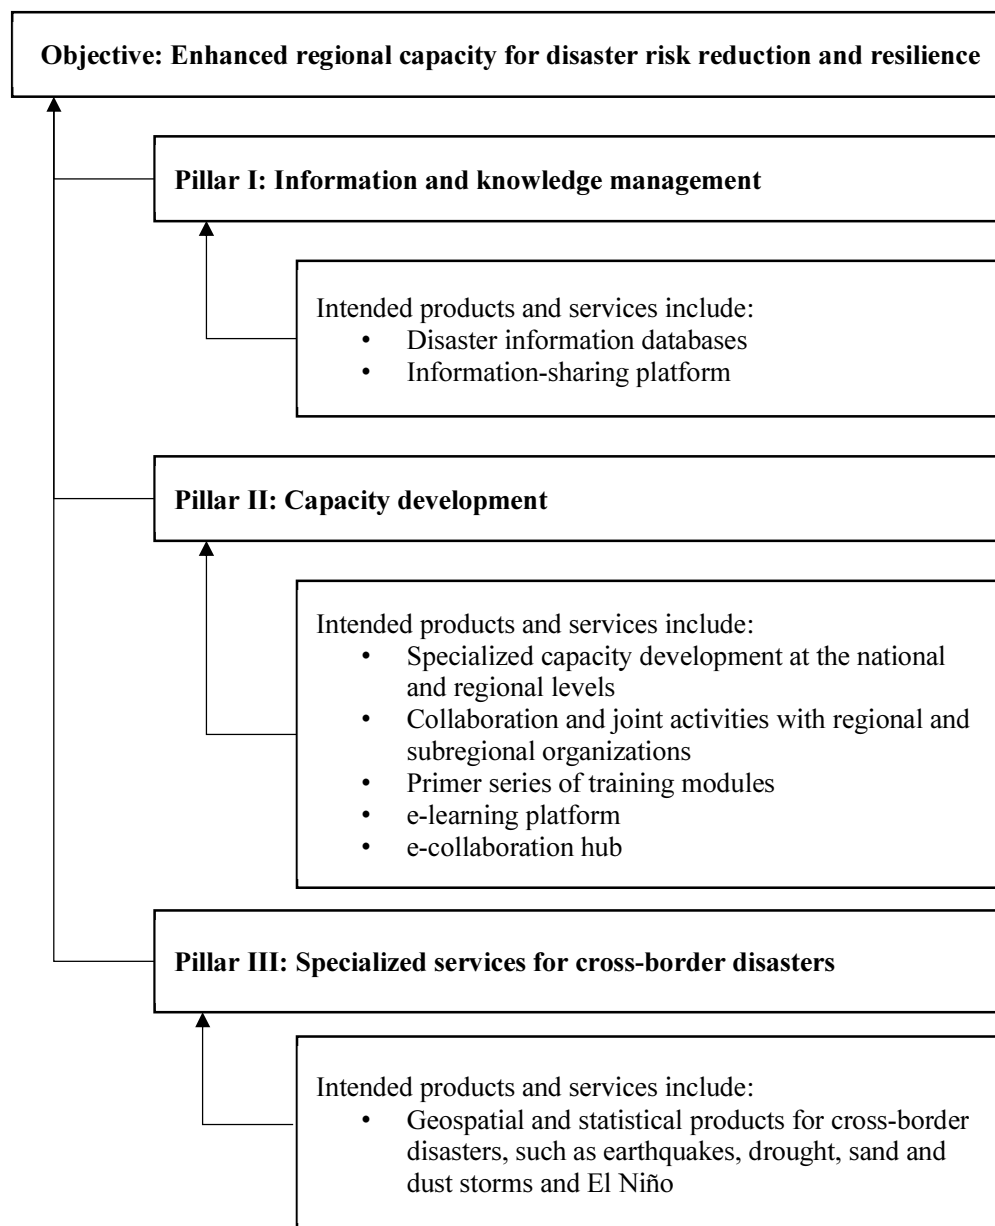 Objective: Enhanced regional capacity for disaster risk reduction and resilience
Pillar I: Information and knowledge management
Intended products and services include:
• Disaster information databases
• Information-sharing platform
Pillar II: Capacity development
Intended products and services include:
• Specialized capacity development at the national
and regional levels
• Collaboration and joint activities with regional and
subregional organizations
• Primer series of training modules
• e-learning platform
• e-collaboration hub
Pillar III: Specialized services for cross-border disasters
Intended products and services include:
• Geospatial and statistical products for cross-border
disasters, such as earthquakes, drought, sand and
dust storms and El Niño